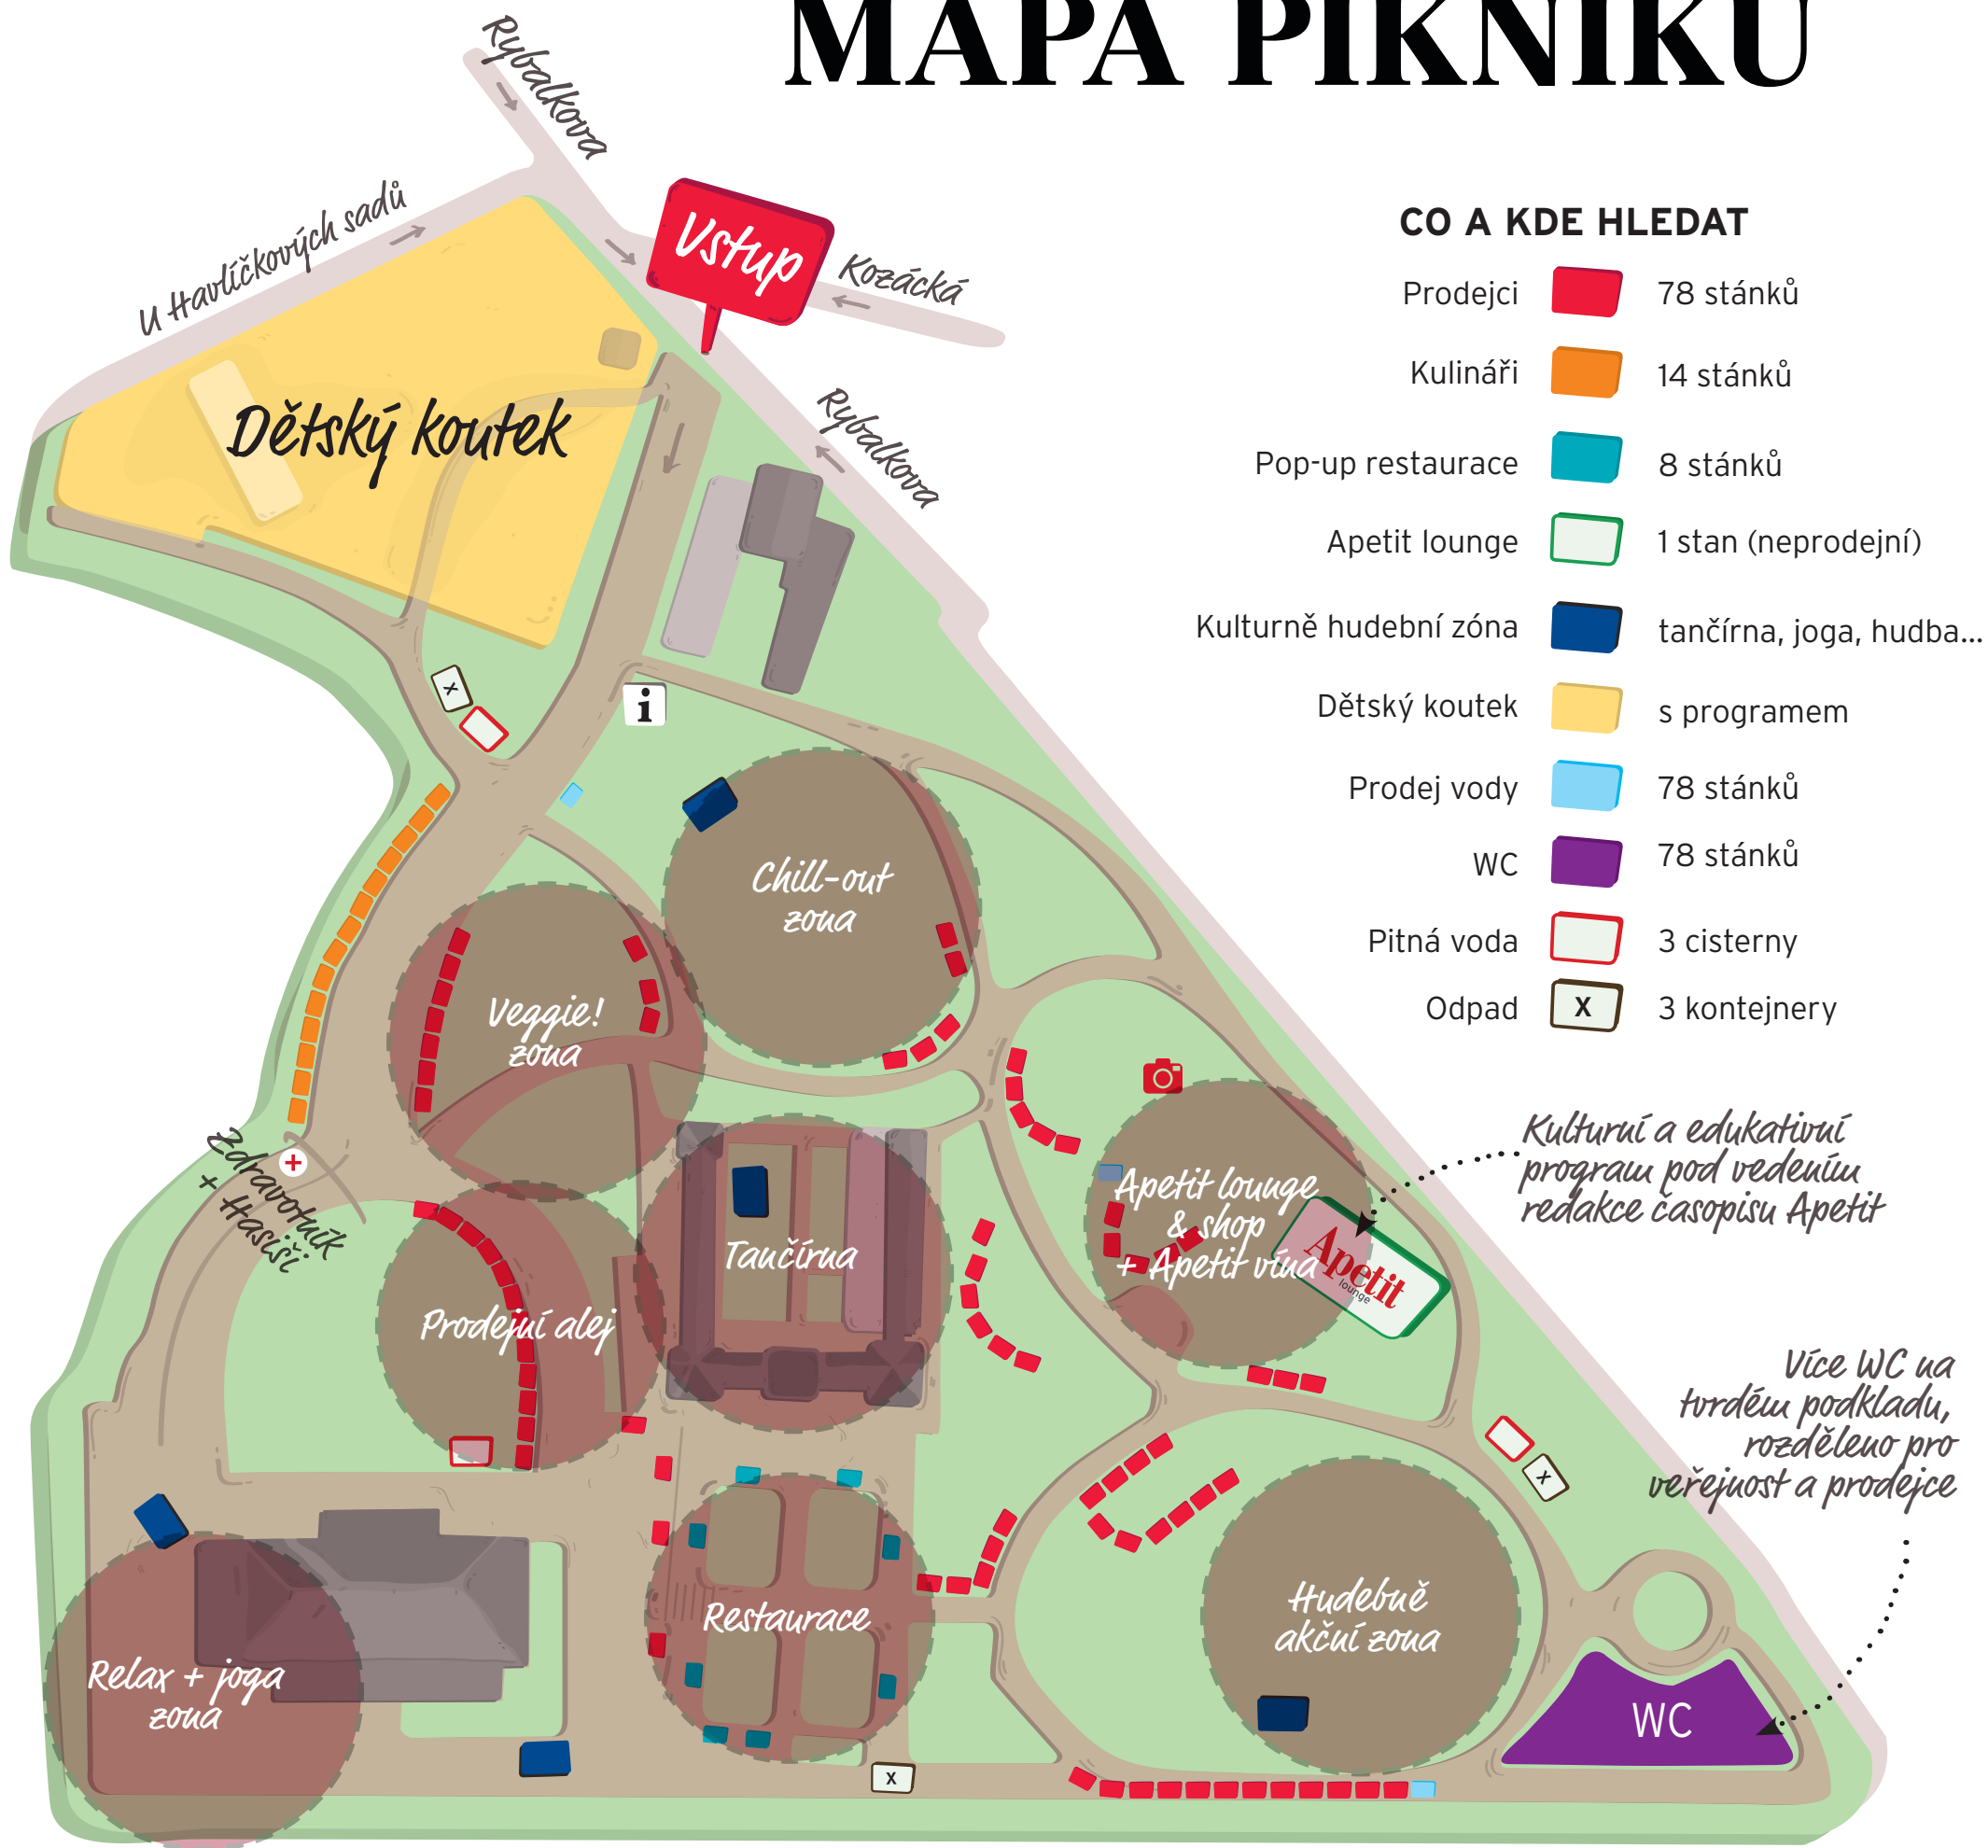 MAPA PIKNIKU
Rybalkova
U Havlíčkových sadů
Vstup
Kozácká
Rybalkova
CO A KDE HLEDAT
Prodejci 78 stánků
Kulináři 14 stánků
Pop-up restaurace 8 stánků
Apetit lounge 1 stan (neprodejní)
Kulturně hudební zóna tančírna, joga, hudba...
Dětský koutek s programem
Prodej vody 78 stánků
WC 78 stánků
Pitná voda 3 cisterny
Odpad X 3 kontejnery
Dětský koutek
X
i
Chill-out
zona
Veggie!
zona
Zdravotník
+ Hasiči
Tančírna
Prodejní alej
Apetit lounge
& shop
+ Apetit vína
Apetit
lounge
Kulturní a edukativní
program pod vedením
redakce časopisu Apetit
Více WC na
tvrdém podkladu,
rozděleno pro
veřejnost a prodejce
X
Restaurace
Hudebně
akční zona
Relax + joga
zona
WC
X